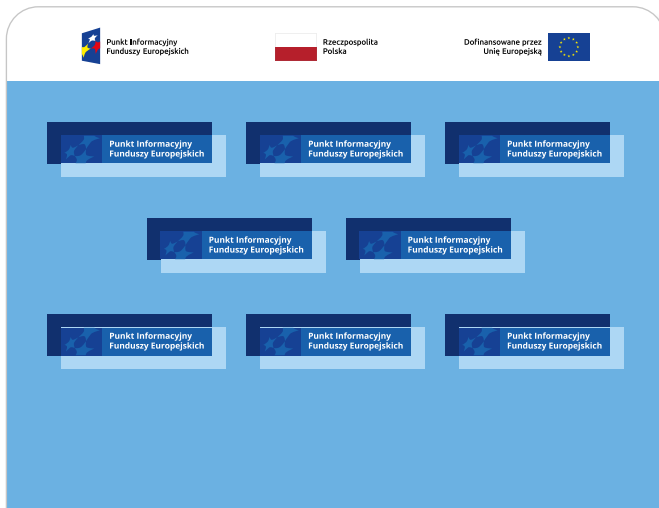 Punkt Informacyjny
Funduszy Europejskich
Rzeczpospolita
Polska
Dofinansowane przez
Unię Europejską
Punkt Informacyjny
Funduszy Europejskich
Punkt Informacyjny
Funduszy Europejskich
Punkt Informacyjny
Funduszy Europejskich
Punkt Informacyjny
Funduszy Europejskich
Punkt Informacyjny
Funduszy Europejskich
Punkt Informacyjny
Funduszy Europejskich
Punkt Informacyjny
Funduszy Europejskich
Punkt Informacyjny
Funduszy Europejskich